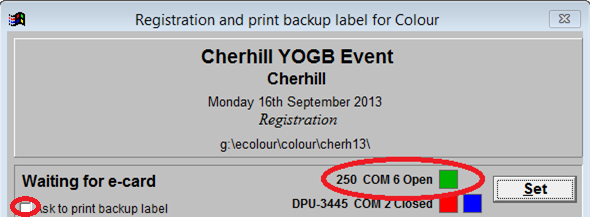 Registration and print backup label for Colour
Cherhill YOGB Event
Cherhill
Monday 16th September 2013
Registration
g:\ecolour\colour\cherh13\
Waiting for e-card
250 COM 6 Open
Set
Ask to print backup label
DPU-3445 COM 2 Closed